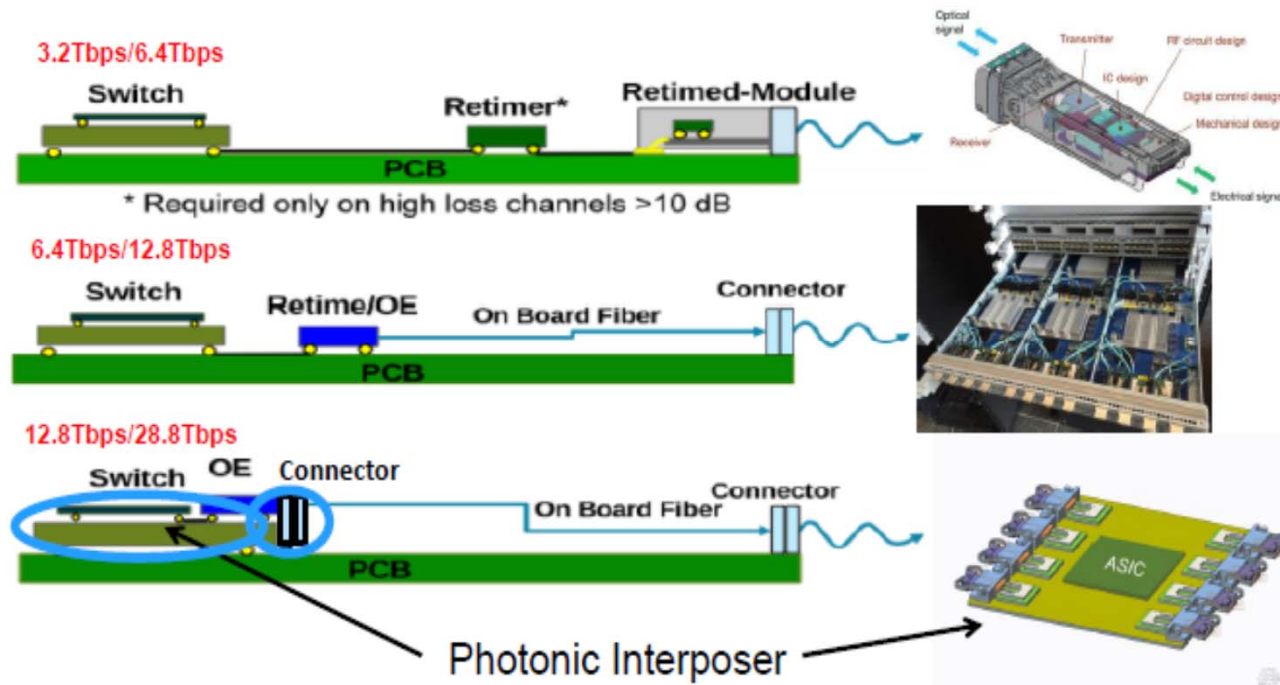 3.2Tbps/6.4Tbps
Switch
Retimer*
Retimed-Module
PCB
* Required only on high loss channels >10 dB
Optical
signal
Transmitter
RF circuit design
IC design
Digital control design
Mechanical design
Receiver
Electrical signal
6.4Tbps/12.8Tbps
Switch
Retime/OE
On Board Fiber
Connector
PCB
12.8Tbps/28.8Tbps
Switch
OE
Connector
On Board Fiber
Connector
PCB
ASIC
Photonic Interposer